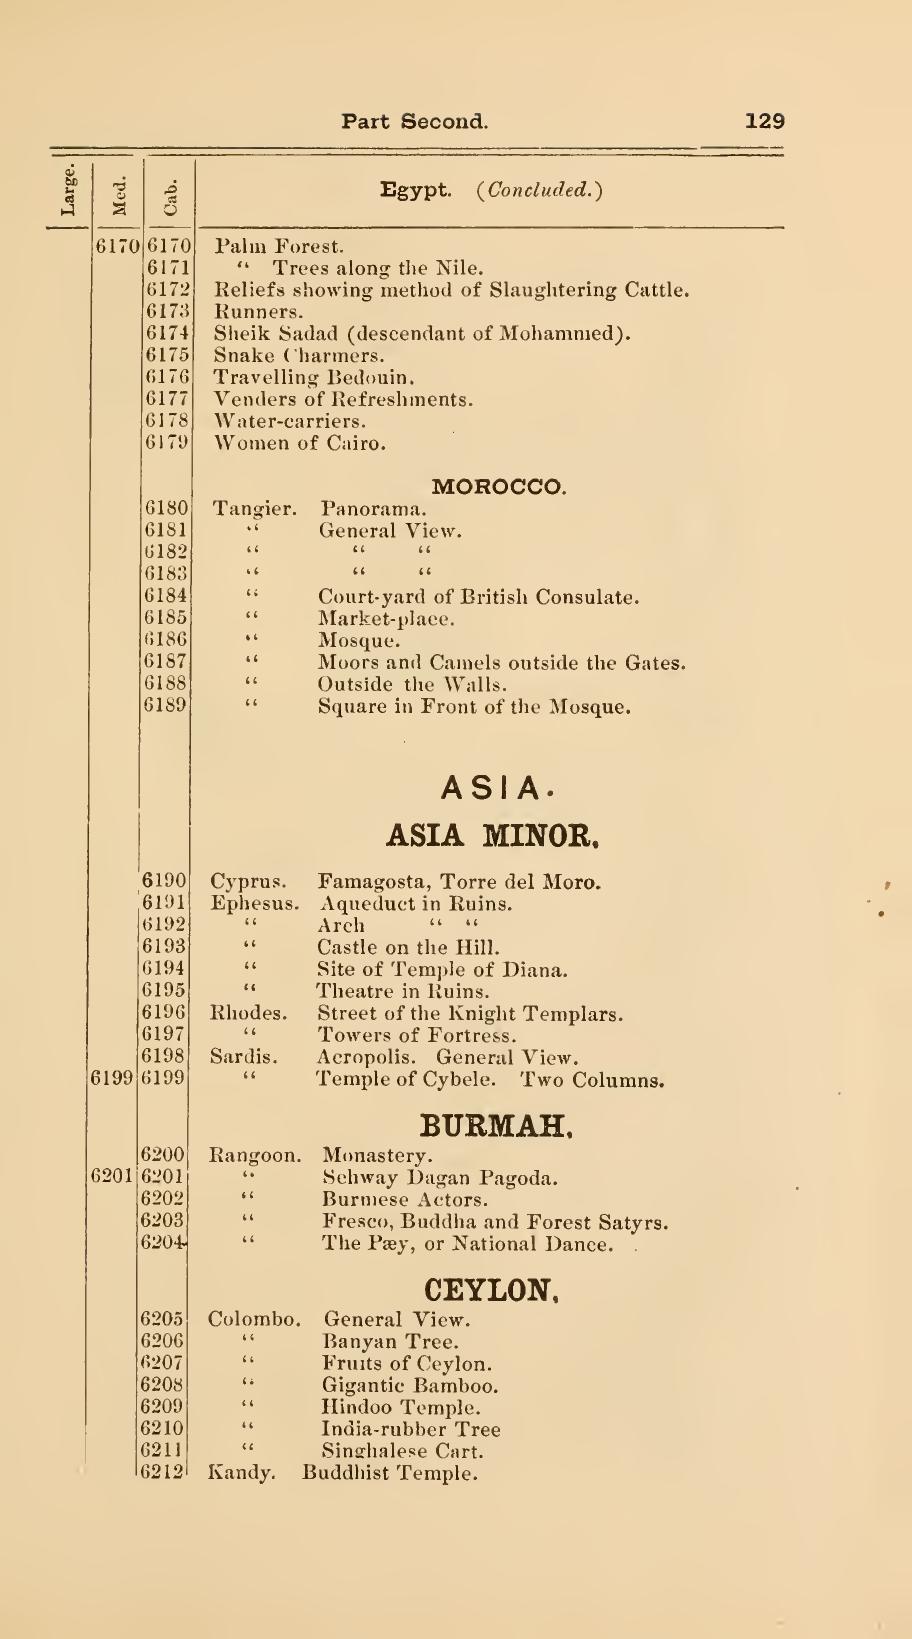 Part Second. 129
Large. Med. Cab. Egypt. (Concluded.)
6170 6170 Palm Forest.
6171 “ Trees along the Nile.
6172 Reliefs showing method of Slaughtering Cattle.
6173 Runners.
6174 Sheik Sadad (descendant of Mohammed).
6175 Snake Charmers.
6176 Travelling Bedouin.
6177 Venders of Refreshments.
6178 Water-carriers.
6179 Women of Cairo.
MOROCCO.
6180 Tangier. Panorama.
6181 “ General View.
6182 “ “ “
6183 “ “ “
6184 “ Court-yard of British Consulate.
6185 “ Market-place.
6186 “ Mosque.
6187 “ Moors and Camels outside the Gates.
6188 “ Outside the Walls.
6189 “ Square in Front of the Mosque.
ASIA.
ASIA MINOR.
6190 Cyprus. Famagosta, Torre del Moro.
6191 Ephesus. Aqueduct in Ruins.
6192 “ Arch “ “
6193 “ Castle on the Hill.
6194 “ Site of Temple of Diana.
6195 “ Theatre in Ruins.
6196 Rhodes. Street of the Knight Templars.
6197 “ Towers of Fortress.
6198 Sardis. Acropolis. General View.
6199 6199 “ Temple of Cybele. Two Columns.
BURMAH.
6200 Rangoon. Monastery.
6201 6201 “ Schway Dagan Pagoda.
6202 “ Burmese Actors.
6203 “ Fresco, Buddha and Forest Satyrs.
6204 “ The Pæy, or National Dance.
CEYLON.
6205 Colombo. General View.
6206 “ Banyan Tree.
6207 “ Fruits of Ceylon.
6208 “ Gigantic Bamboo.
6209 “ Hindoo Temple.
6210 “ India-rubber Tree
6211 “ Singhalese Cart.
6212 Kandy. Buddhist Temple.